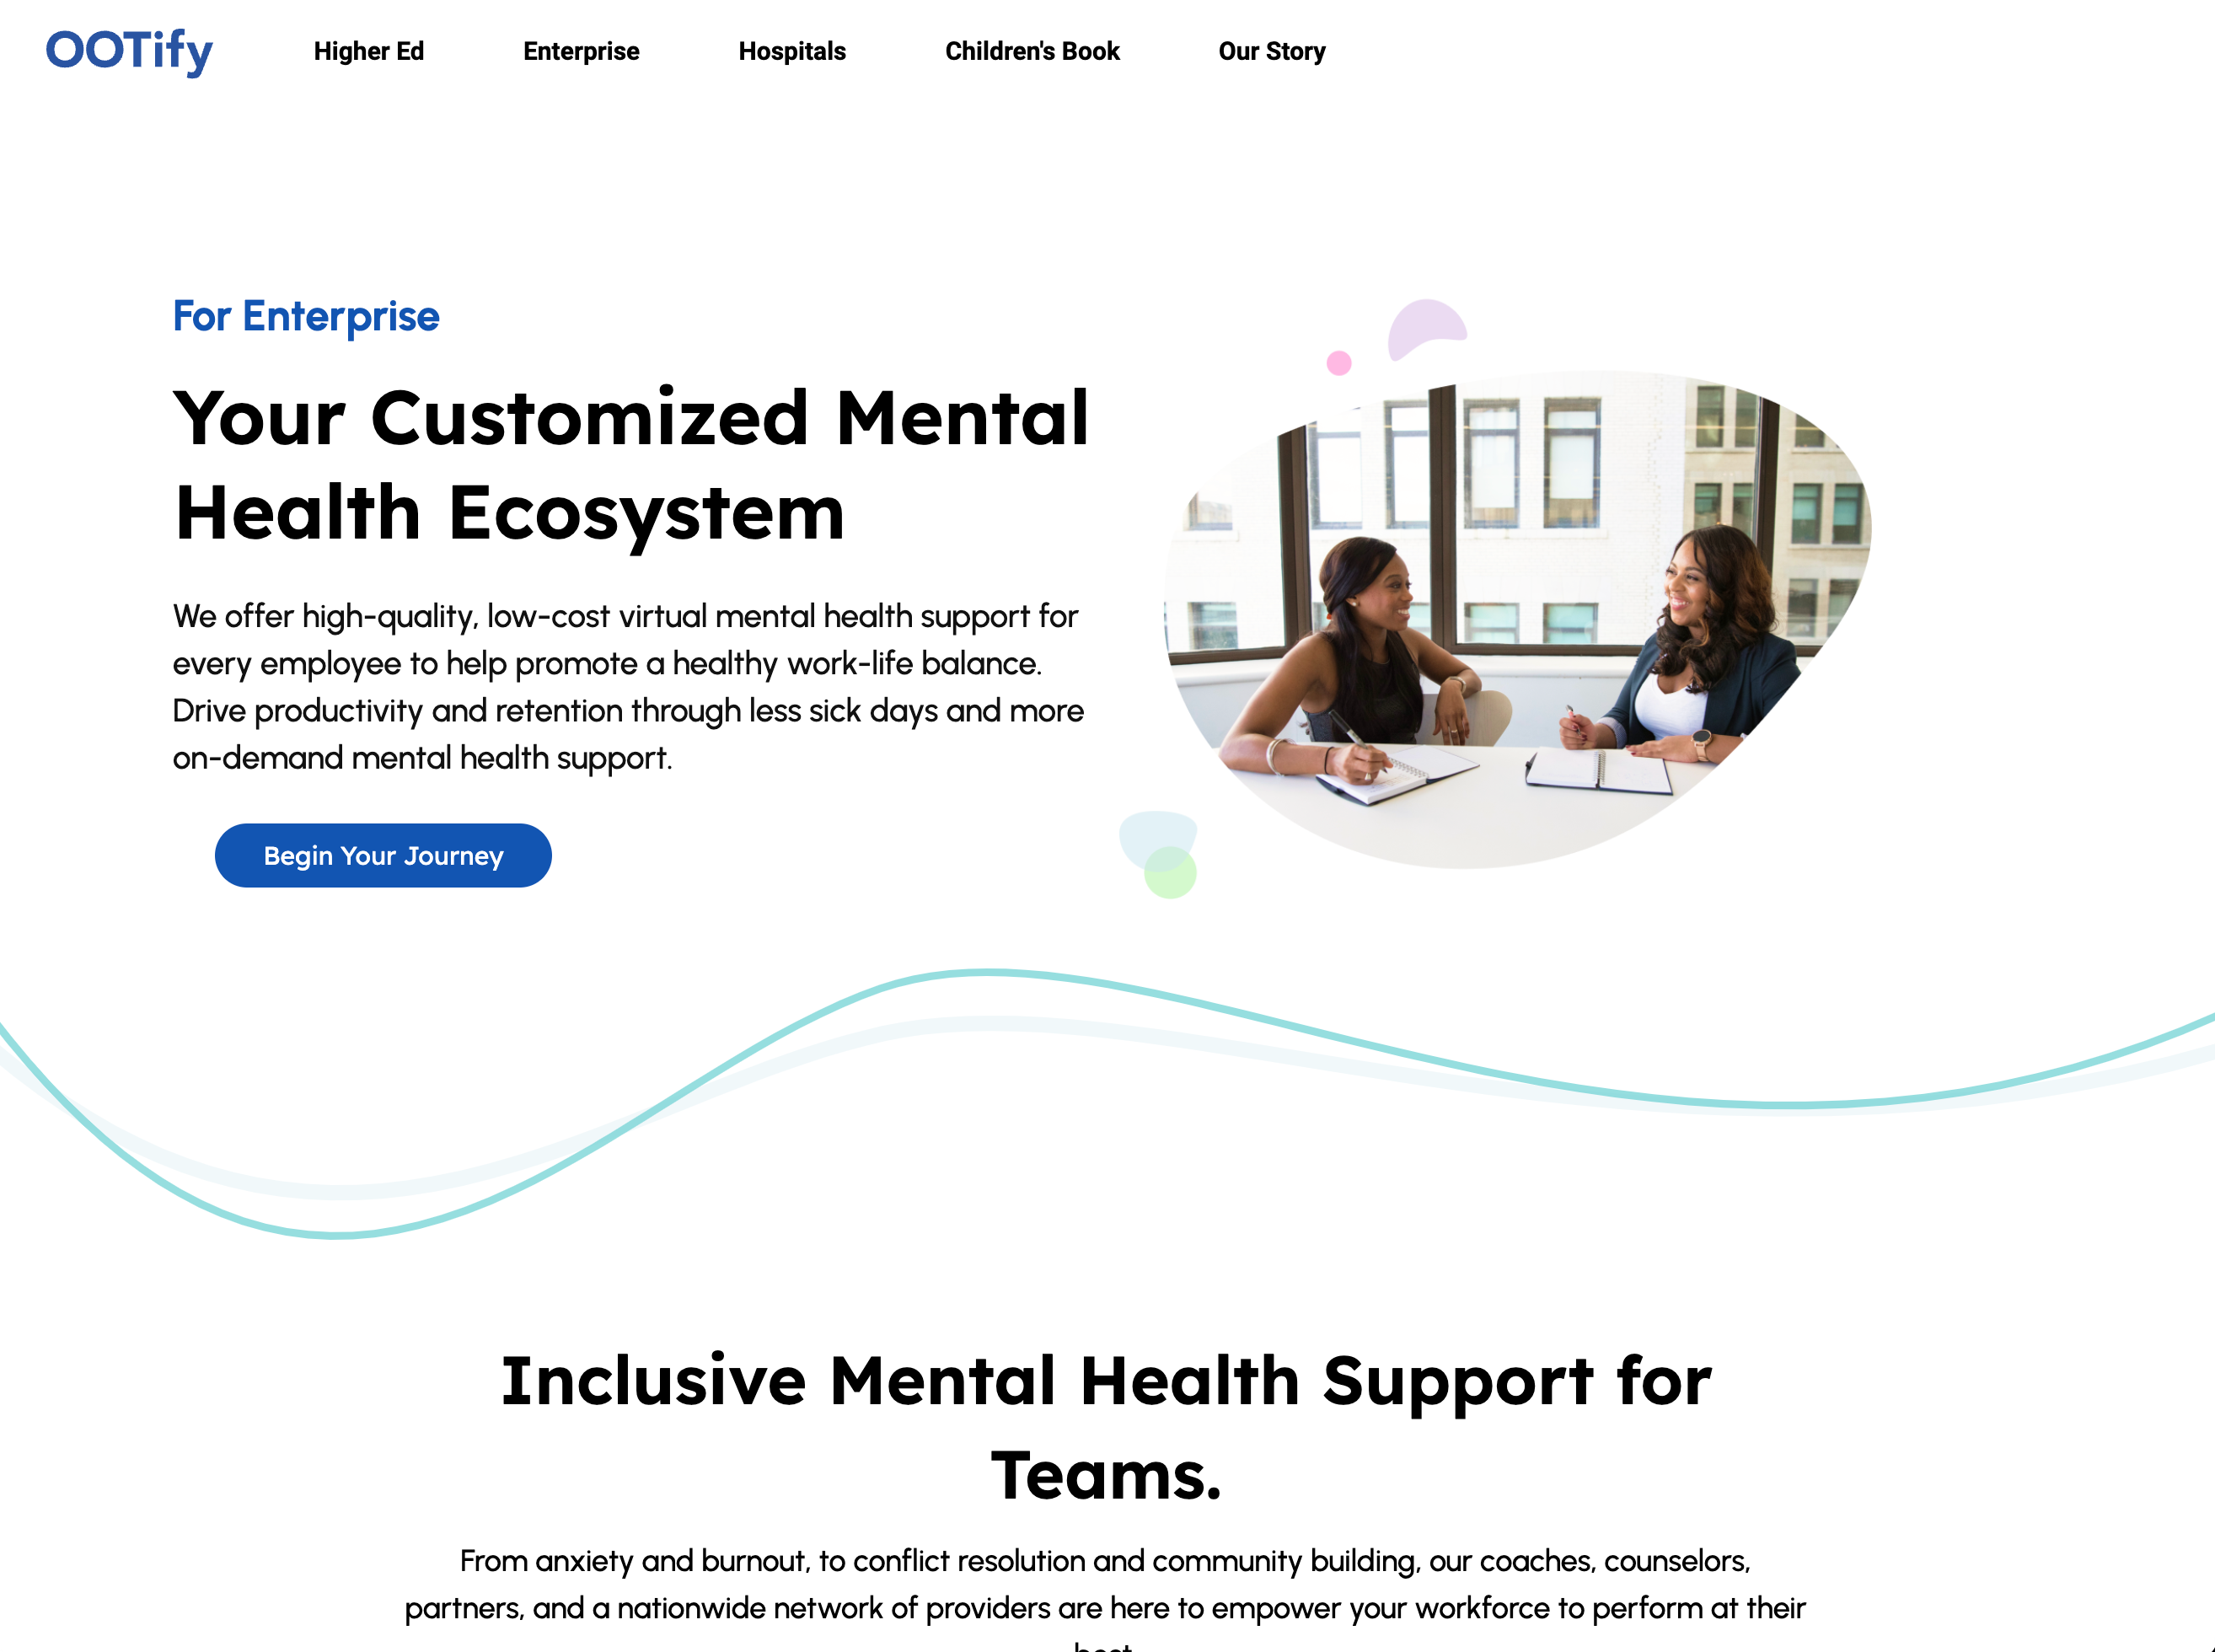 OOTify
Higher Ed
Enterprise
Hospitals
Children's Book
Our Story
For Enterprise
Your Customized Mental
Health Ecosystem
We offer high-quality, low-cost virtual mental health support for
every employee to help promote a healthy work-life balance.
Drive productivity and retention through less sick days and more
on-demand mental health support.
Begin Your Journey
Inclusive Mental Health Support for
Teams.
From anxiety and burnout, to conflict resolution and community building, our coaches, counselors,
partners, and a nationwide network of providers are here to empower your workforce to perform at their